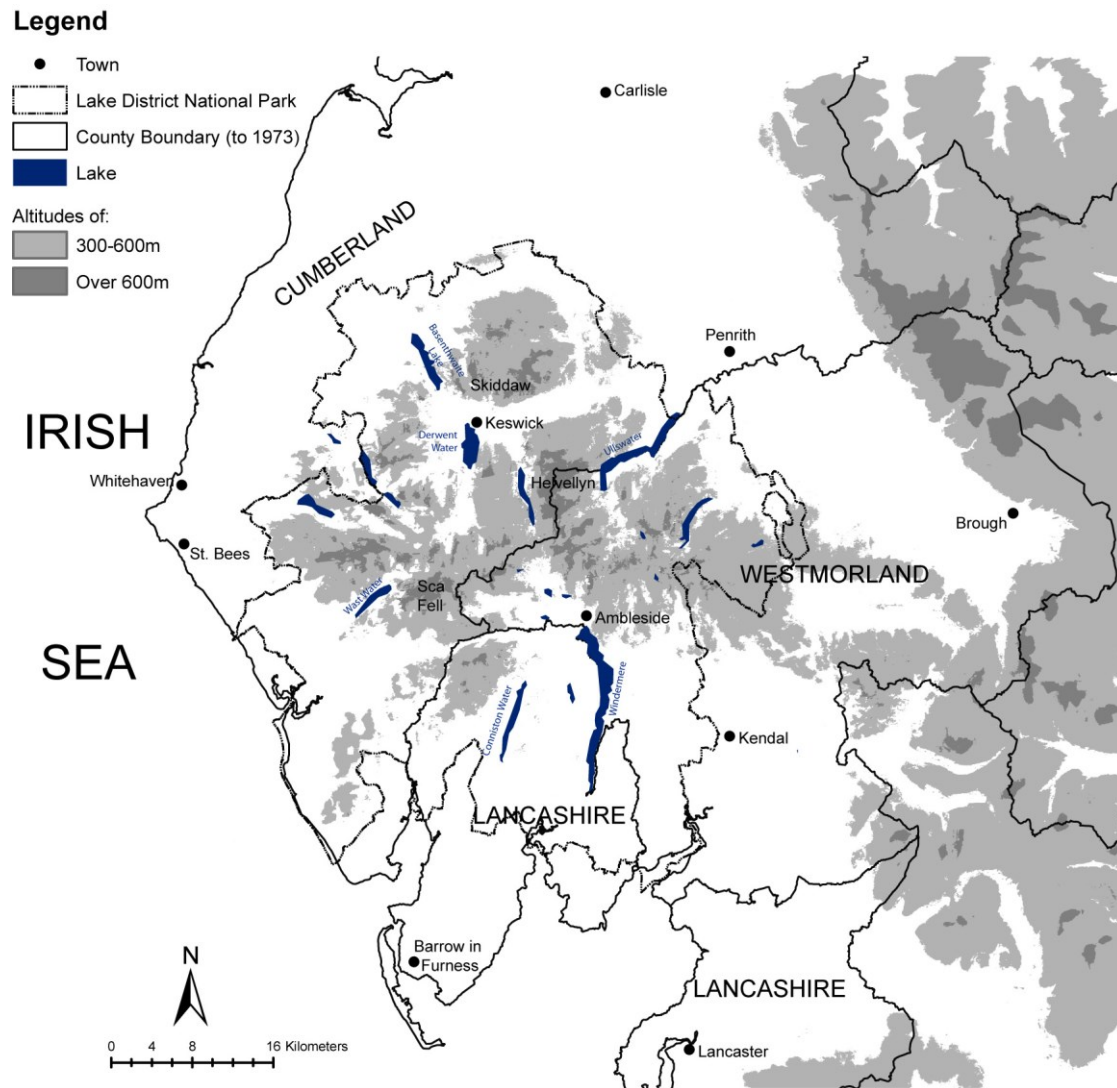 Legend
Town
Lake District National Park
County Boundary (to 1973)
Lake
Altitudes of:
300-600m
Over 600m
Carlisle
CUMBERLAND
Penrith
Bassenthwaite
Lake
Skiddaw
IRISH
Keswick
Derwent
Water
Ullswater
Helvellyn
Whitehaven
Brough
St. Bees
WESTMORLAND
Wast Water
Sca
Fell
Ambleside
SEA
Windermere
Conniston Water
Kendal
LANCASHIRE
Barrow in
Furness
N
LANCASHIRE
0 4 8 16 Kilometers
Lancaster